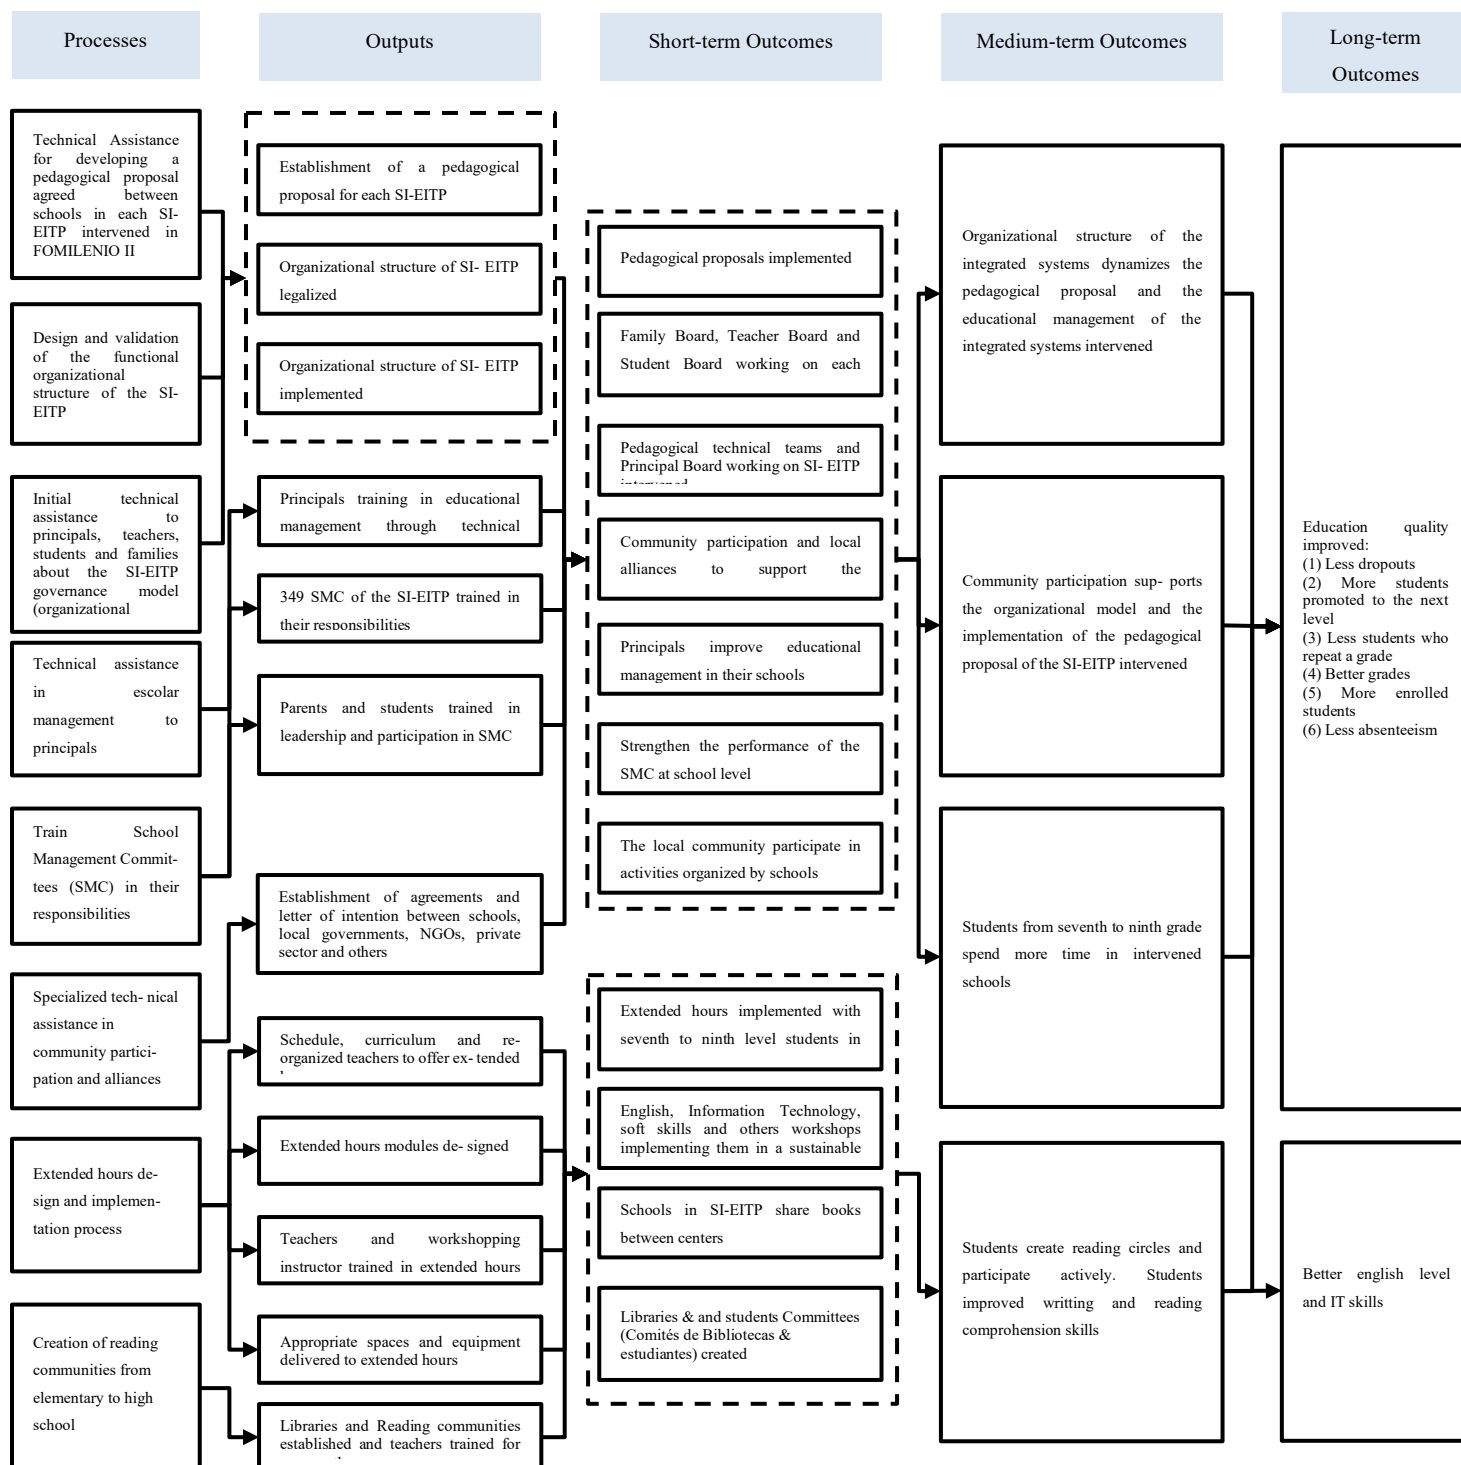 Processes
Outputs
Short-term Outcomes
Medium-term Outcomes
Long-term
Outcomes
Technical Assistance
for developing a
pedagogical proposal
agreed between
schools in each SI-
EITP intervened in
FOMILENIO II
Design and validation
of the functional
organizational
structure of the SI-
EITP
Initial technical
assistance to
principals, teachers,
students and families
about the SI-EITP
governance model
(organizational
Technical assistance
in escolar
management to
principals
Train School
Management Commit-
tees (SMC) in their
responsibilities
Specialized tech- nical
assistance in
community partici-
pation and alliances
Extended hours de-
sign and implemen-
tation process
Creation of reading
communities from
elementary to high
school
Establishment of a pedagogical
proposal for each SI-EITP
Organizational structure of SI- EITP
legalized
Organizational structure of SI- EITP
implemented
Principals training in educational
management through technical
349 SMC of the SI-EITP trained in
their responsibilities
Parents and students trained in
leadership and participation in SMC
Establishment of agreements and
letter of intention between schools,
local governments, NGOs, private
sector and others
Schedule, curriculum and re-
organized teachers to offer ex- tended
Extended hours modules de- signed
Teachers and workshopping
instructor trained in extended hours
Appropriate spaces and equipment
delivered to extended hours
Libraries and Reading communities
established and teachers trained for
Pedagogical proposals implemented
Family Board, Teacher Board and
Student Board working on each
Pedagogical technical teams and
Principal Board working on SI- EITP
intervened
Community participation and local
alliances to support the
Principals improve educational
management in their schools
Strengthen the performance of the
SMC at school level
The local community participate in
activities organized by schools
Extended hours implemented with
seventh to ninth level students in
English, Information Technology,
soft skills and others workshops
implementing them in a sustainable
Schools in SI-EITP share books
between centers
Libraries & and students Committees
(Comités de Bibliotecas &
estudiantes) created
Organizational structure of the
integrated systems dynamizes the
pedagogical proposal and the
educational management of the
integrated systems intervened
Community participation sup- ports
the organizational model and the
implementation of the pedagogical
proposal of the SI-EITP intervened
Students from seventh to ninth grade
spend more time in intervened
schools
Students create reading circles and
participate actively. Students
improved writting and reading
comprehension skills
Education quality
improved:
(1) Less dropouts
(2) More students
promoted to the next
level
(3) Less students who
repeat a grade
(4) Better grades
(5) More enrolled
students
(6) Less absenteeism
Better english level
and IT skills